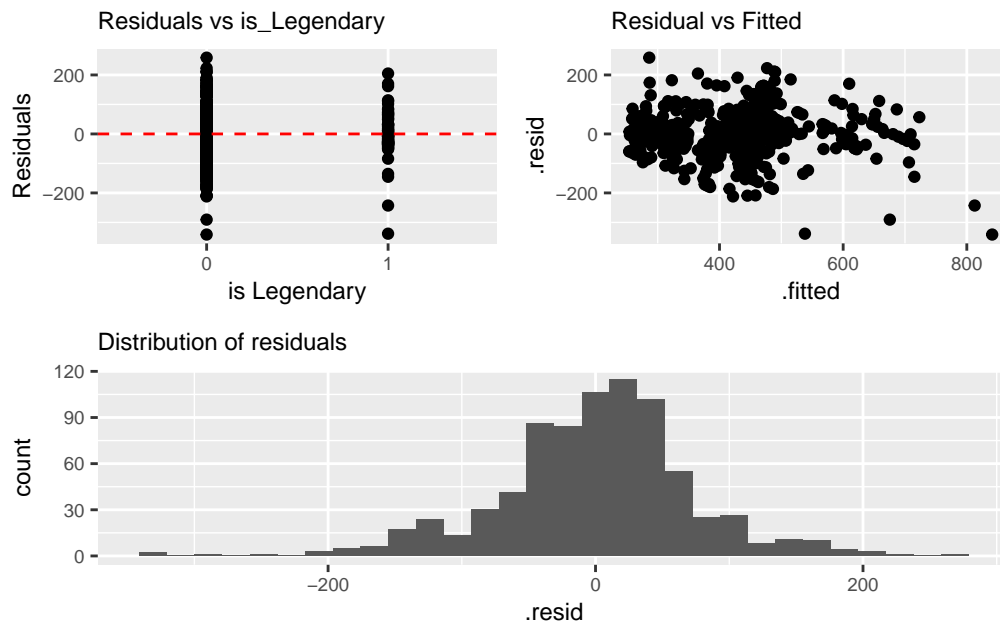 Residuals vs is_Legendary
Residuals
200
0
−200
0 1
is Legendary
Residual vs Fitted
.resid
200
0
−200
400 600 800
.fitted
Distribution of residuals
count
120
90
60
30
0
−200 0 200
.resid